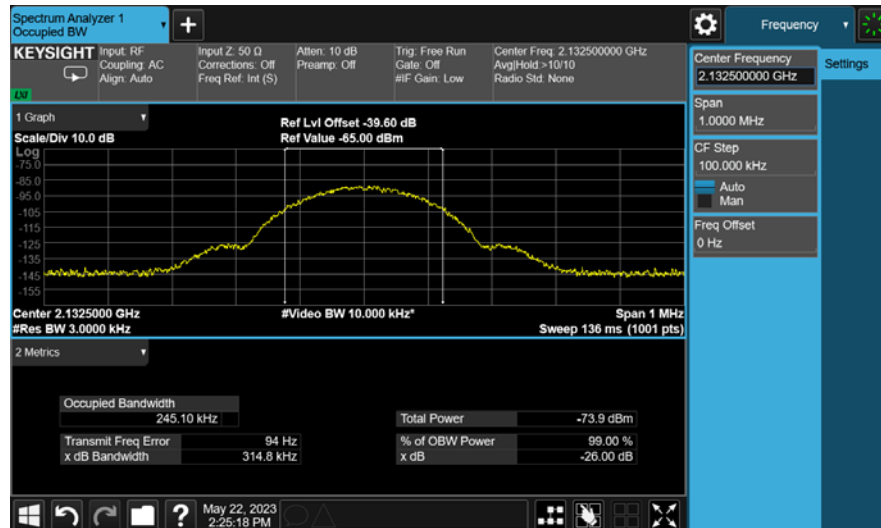 Spectrum Analyzer 1
Occupied BW
+
Frequency
KEYSIGHT
Input: RF
Coupling: AC
Align: Auto
Input Z: 50 Ω
Corrections: Off
Freq Ref: Int (S)
Atten: 10 dB
Preamp: Off
Trig: Free Run
Gate: Off
#IF Gain: Low
Center Freq: 2.132500000 GHz
Avg|Hold:>10/10
Radio Std: None
LXI
Center Frequency
2.132500000 GHz
Settings
Span
1.0000 MHz
CF Step
100.000 kHz
Auto
Man
Freq Offset
0 Hz
1 Graph
Scale/Div 10.0 dB
Ref Lvl Offset -39.60 dB
Ref Value -65.00 dBm
Log
-75.0
-85.0
-95.0
-105
-115
-125
-135
-145
-155
Center 2.1325000 GHz
#Video BW 10.000 kHz*
Span 1 MHz
#Res BW 3.0000 kHz
Sweep 136 ms (1001 pts)
2 Metrics
Occupied Bandwidth
245.10 kHz
Total Power -73.9 dBm
Transmit Freq Error 94 Hz
% of OBW Power 99.00 %
x dB Bandwidth 314.8 kHz
x dB -26.00 dB
?
May 22, 2023
2:25:18 PM